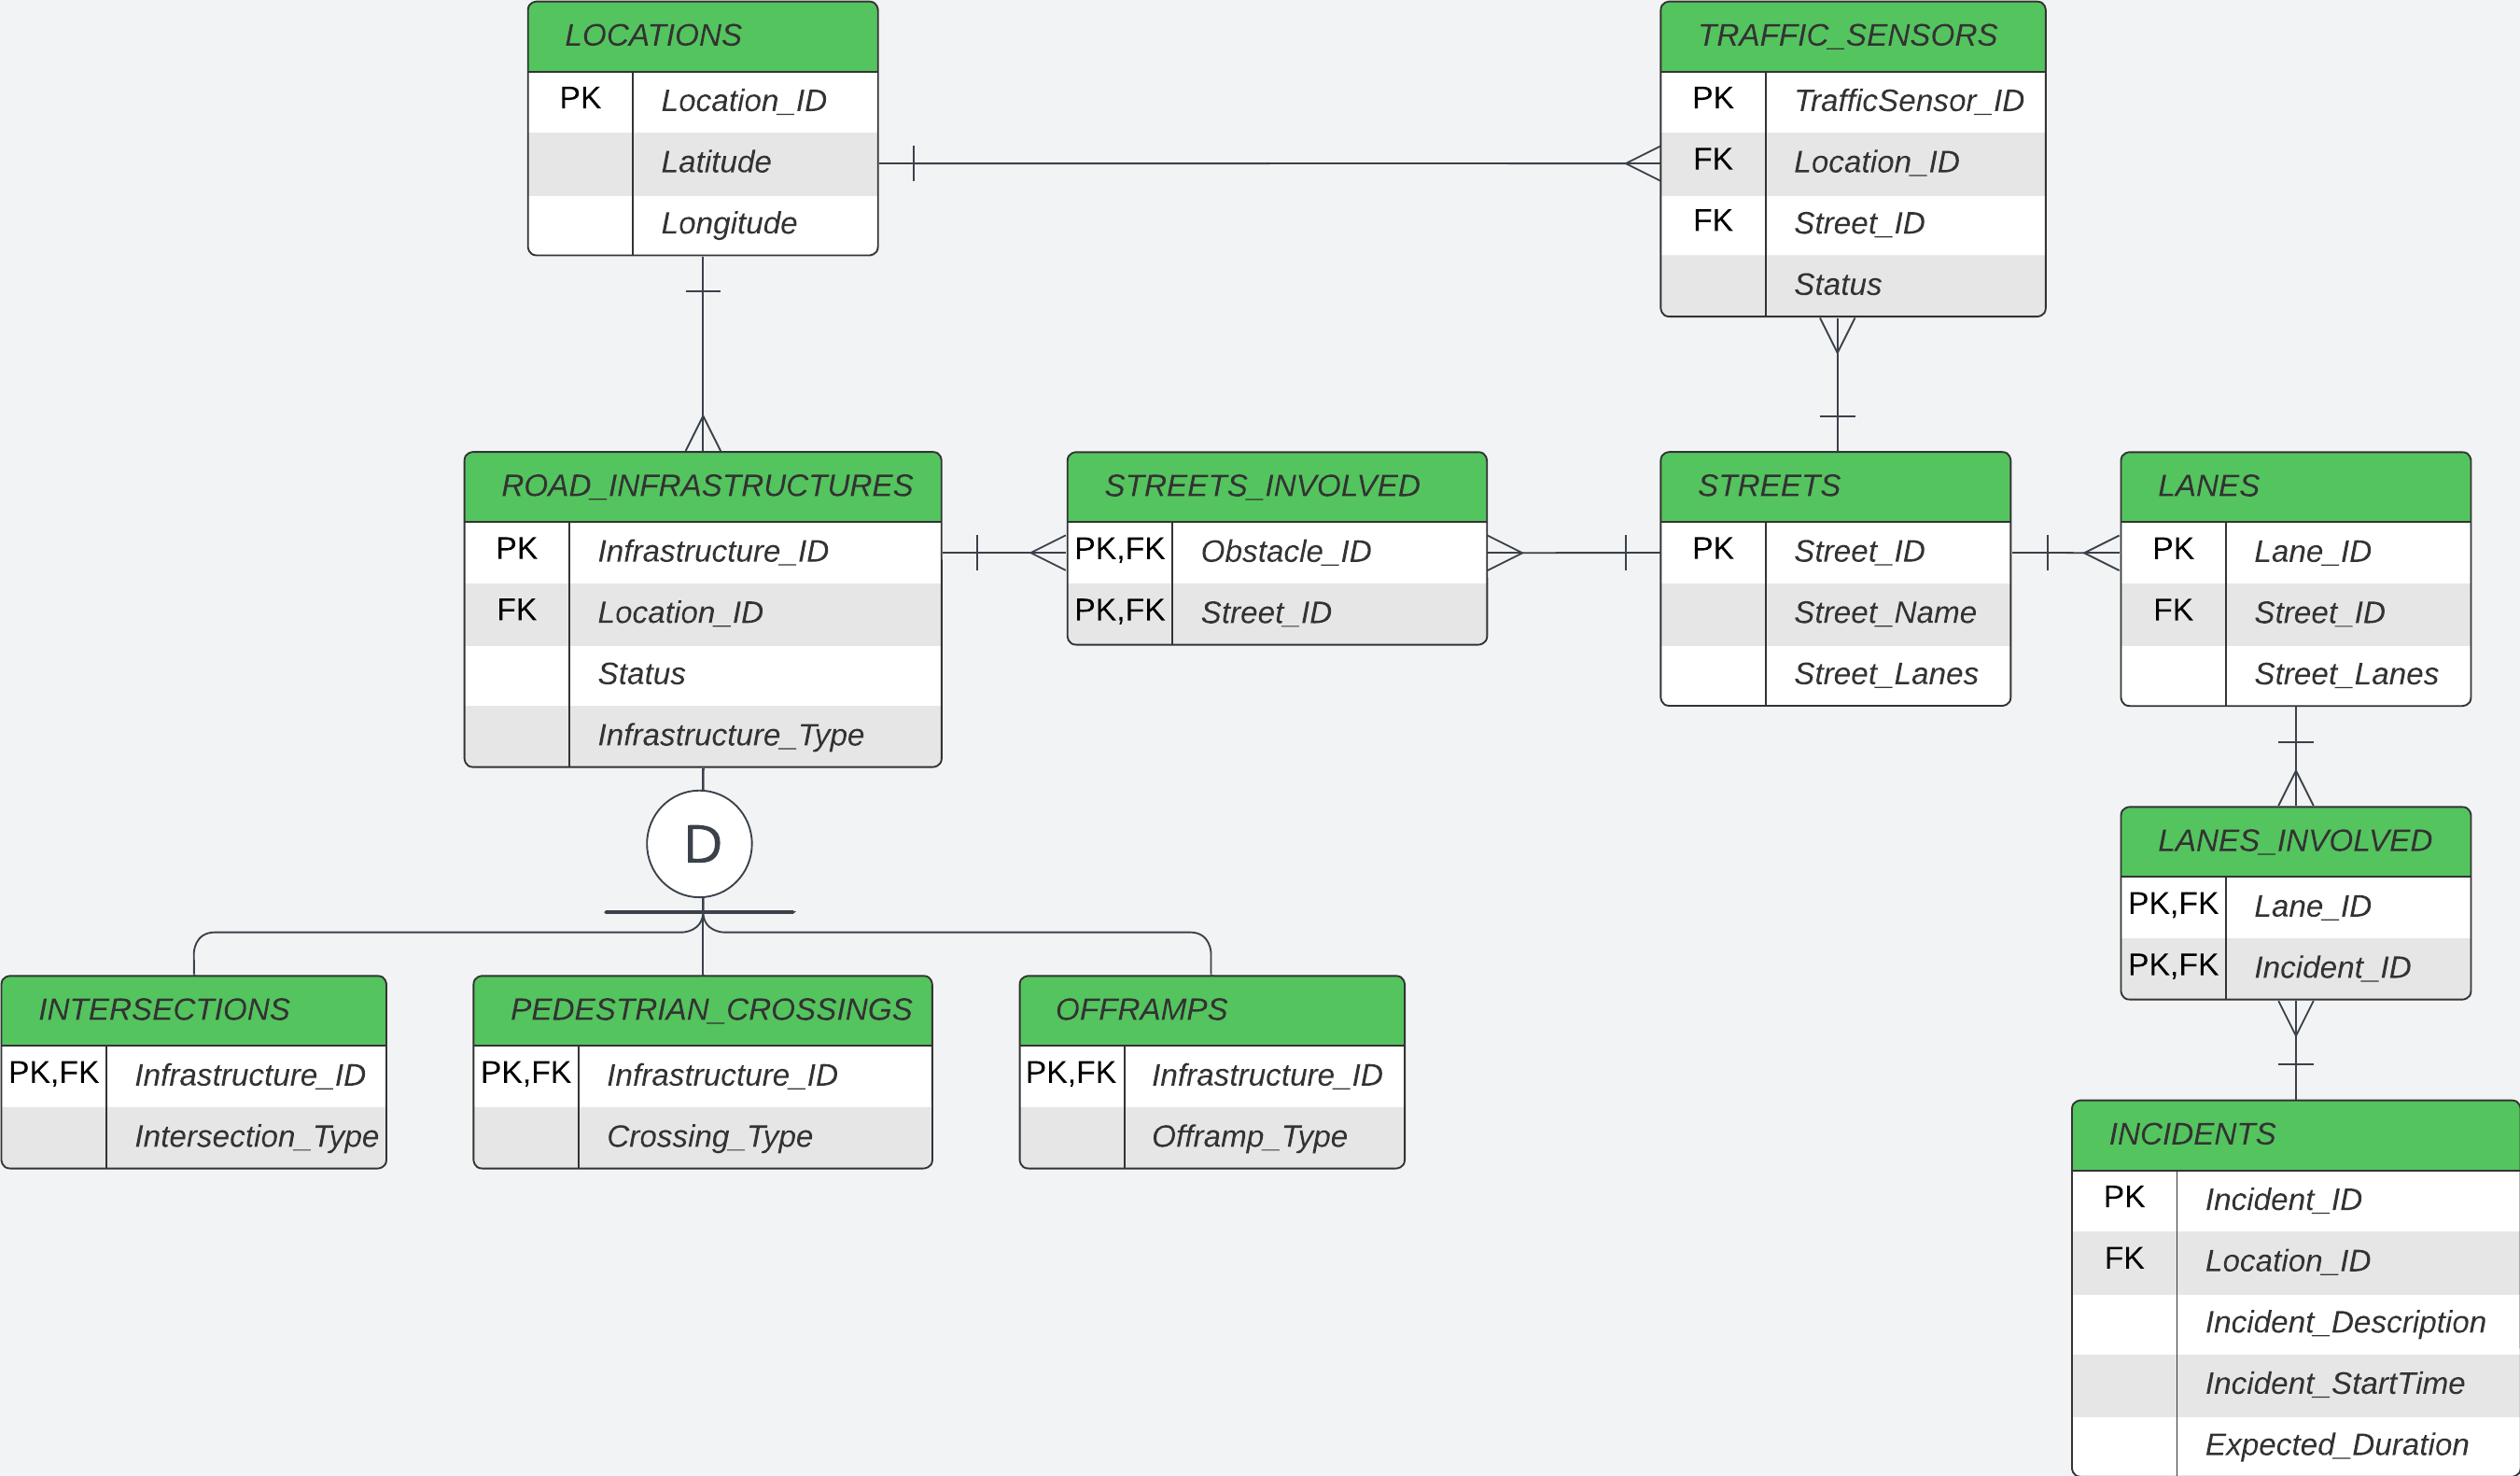 LOCATIONS
PK Location_ID
Latitude
Longitude
TRAFFIC_SENSORS
PK TrafficSensor_ID
FK Location_ID
FK Street_ID
Status
ROAD_INFRASTRUCTURES
PK Infrastructure_ID
FK Location_ID
Status
Infrastructure_Type
STREETS_INVOLVED
PK,FK Obstacle_ID
PK,FK Street_ID
STREETS
PK Street_ID
Street_Name
Street_Lanes
LANES
PK Lane_ID
FK Street_ID
Street_Lanes
D
LANES_INVOLVED
PK,FK Lane_ID
PK,FK Incident_ID
INTERSECTIONS
PK,FK Infrastructure_ID
Intersection_Type
PEDESTRIAN_CROSSINGS
PK,FK Infrastructure_ID
Crossing_Type
OFFRAMPS
PK,FK Infrastructure_ID
Offramp_Type
INCIDENTS
PK Incident_ID
FK Location_ID
Incident_Description
Incident_StartTime
Expected_Duration